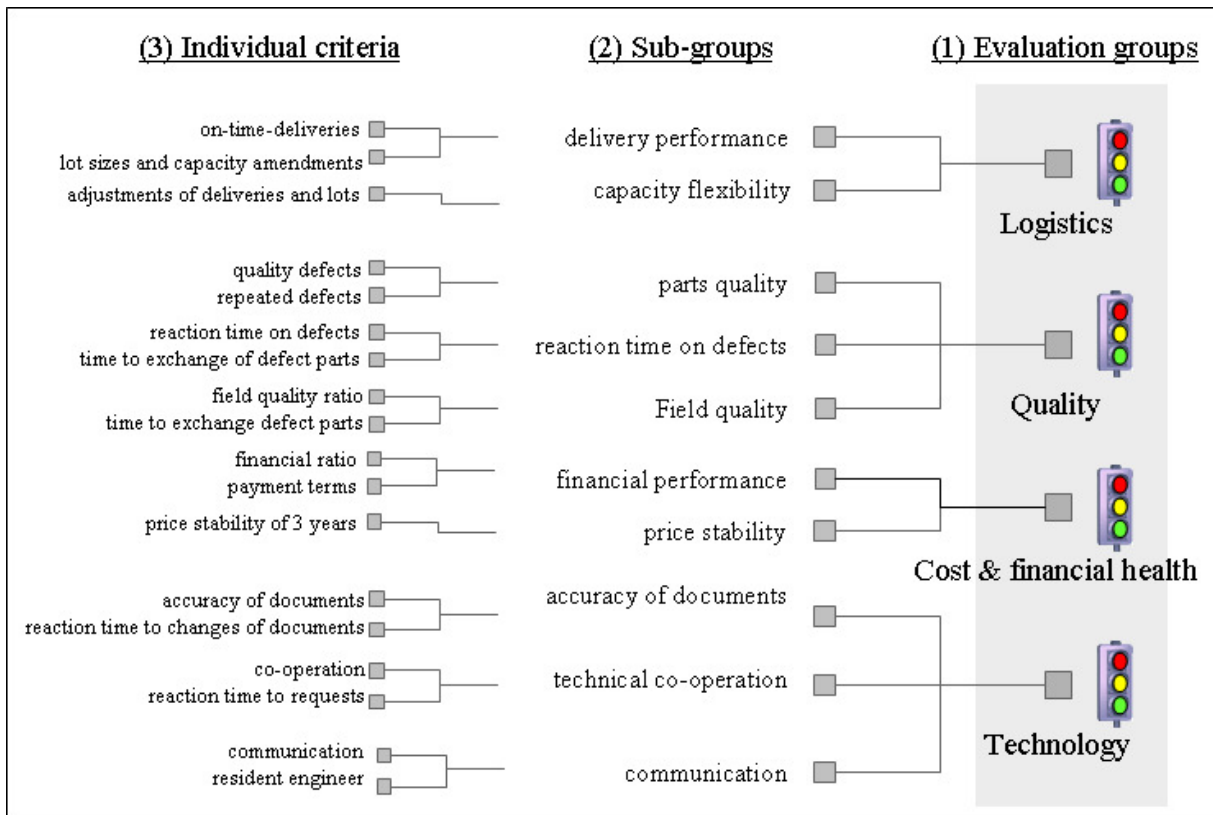 (3) Individual criteria
(2) Sub-groups
(1) Evaluation groups
on-time-deliveries
lot sizes and capacity amendments
adjustments of deliveries and lots
delivery performance
capacity flexibility
Logistics
quality defects
repeated defects
reaction time on defects
time to exchange of defect parts
field quality ratio
time to exchange defect parts
parts quality
reaction time on defects
Field quality
Quality
financial ratio
payment terms
price stability of 3 years
financial performance
price stability
Cost & financial health
accuracy of documents
reaction time to changes of documents
co-operation
reaction time to requests
communication
resident engineer
accuracy of documents
technical co-operation
communication
Technology